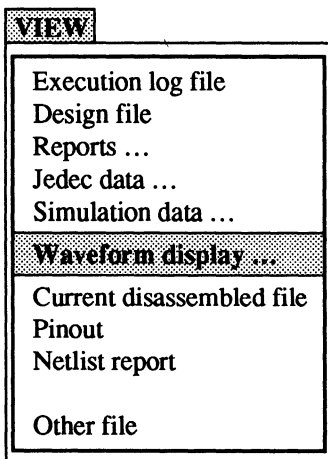 VIEW
Execution log file
Design file
Reports ...
Jedec data ...
Simulation data ...
Waveform display ...
Current disassembled file
Pinout
Netlist report
Other file